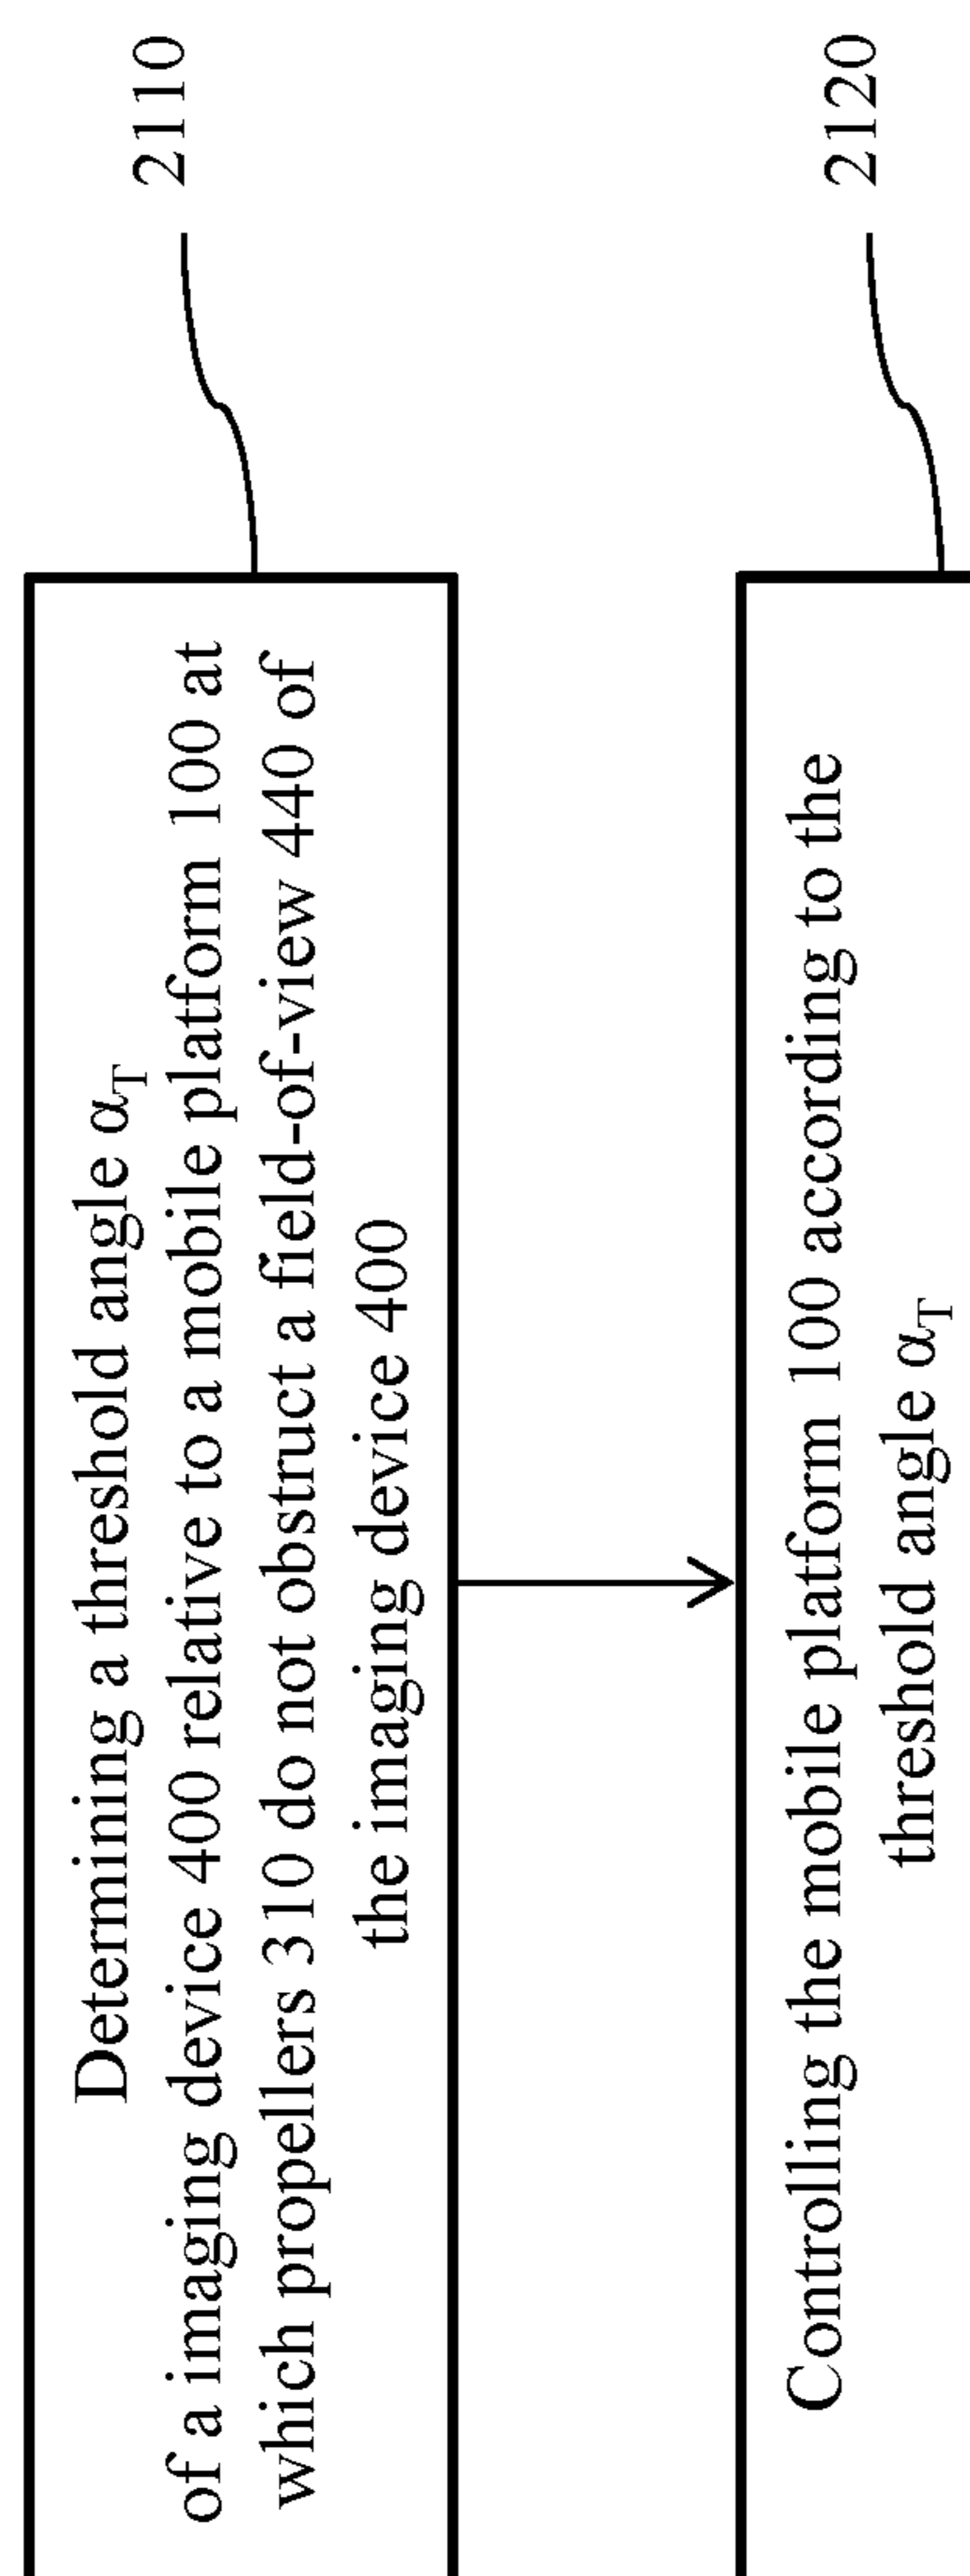 Determining a threshold angle αT
of a imaging device 400 relative to a mobile platform 100 at
which propellers 310 do not obstruct a field-of-view 440 of
the imaging device 400
2110
Controlling the mobile platform 100 according to the
threshold angle αT
2120